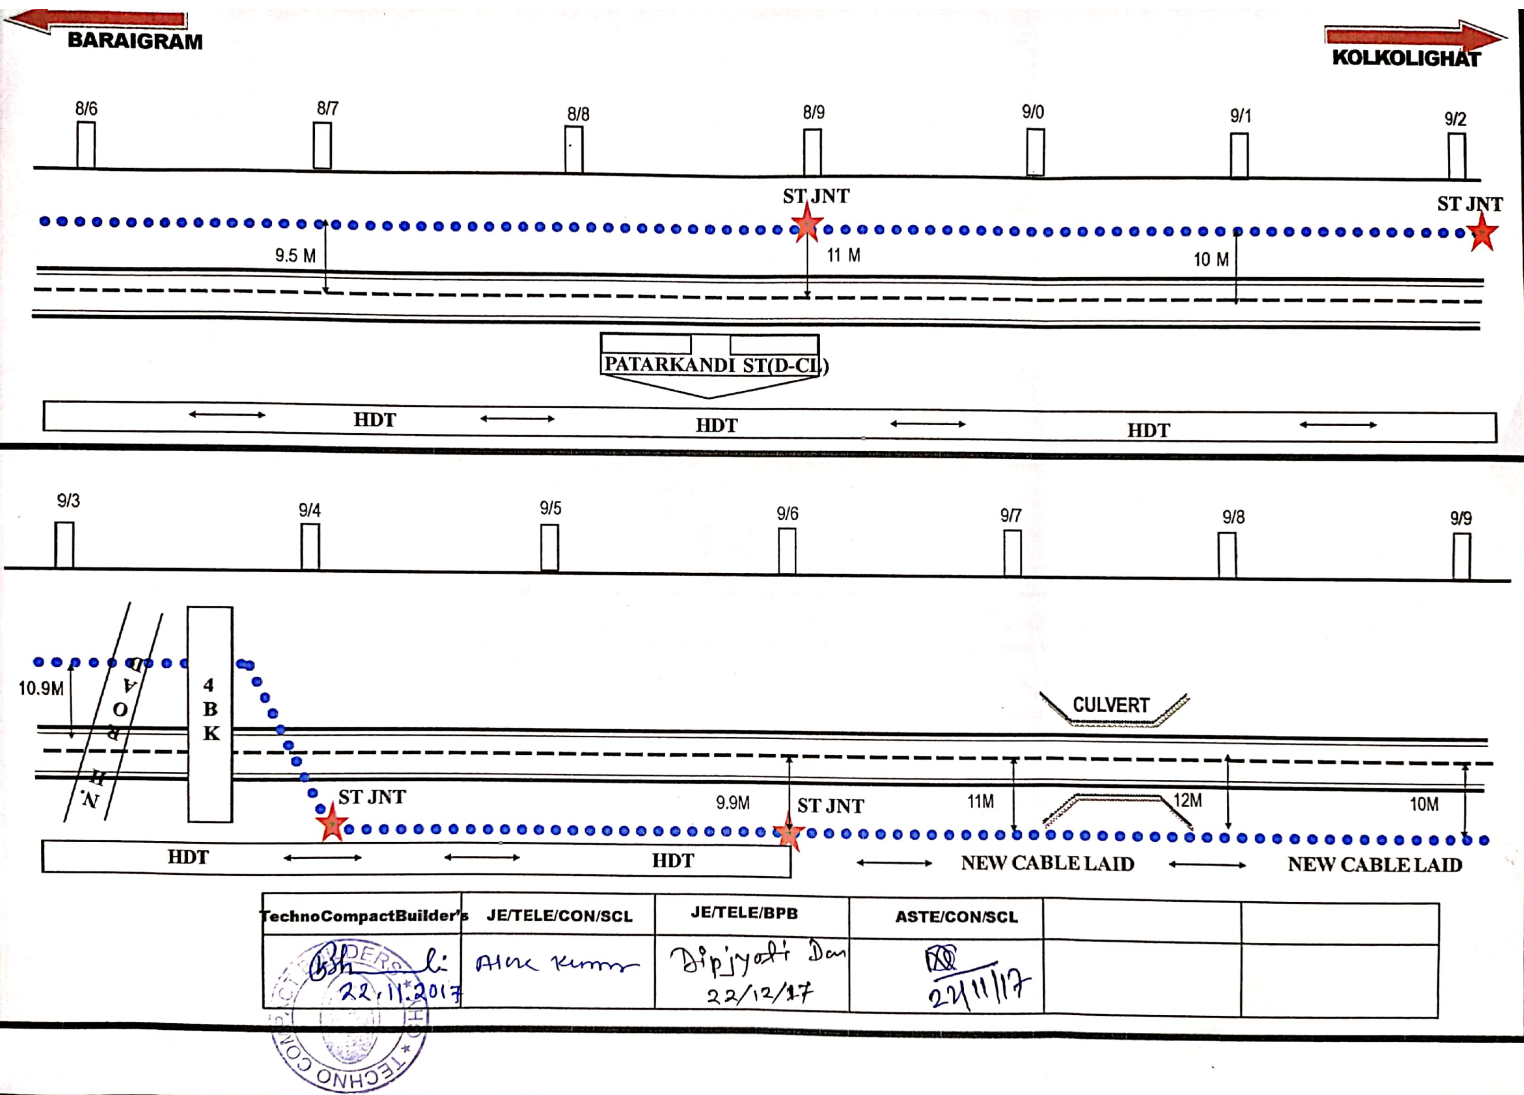 BARAIGRAM
KOLKOLIGHAT
8/6 8/7 8/8 8/9 9/0 9/1 9/2
ST JNT ST JNT
9.5 M 11 M 10 M
PATARKANDI ST(D-CL)
HDT HDT HDT
9/3 9/4 9/5 9/6 9/7 9/8 9/9
10.9M
N. H ROAD
4
B
K
CULVERT
ST JNT 9.9M ST JNT 11M 12M 10M
HDT HDT NEW CABLE LAID NEW CABLE LAID
TechnoCompactBuilder's JE/TELE/CON/SCL JE/TELE/BPB ASTE/CON/SCL
Dipjyoti Das
22.11.2017 22/12/17 22/11/17
TECHNO COMPACT BUILDERS